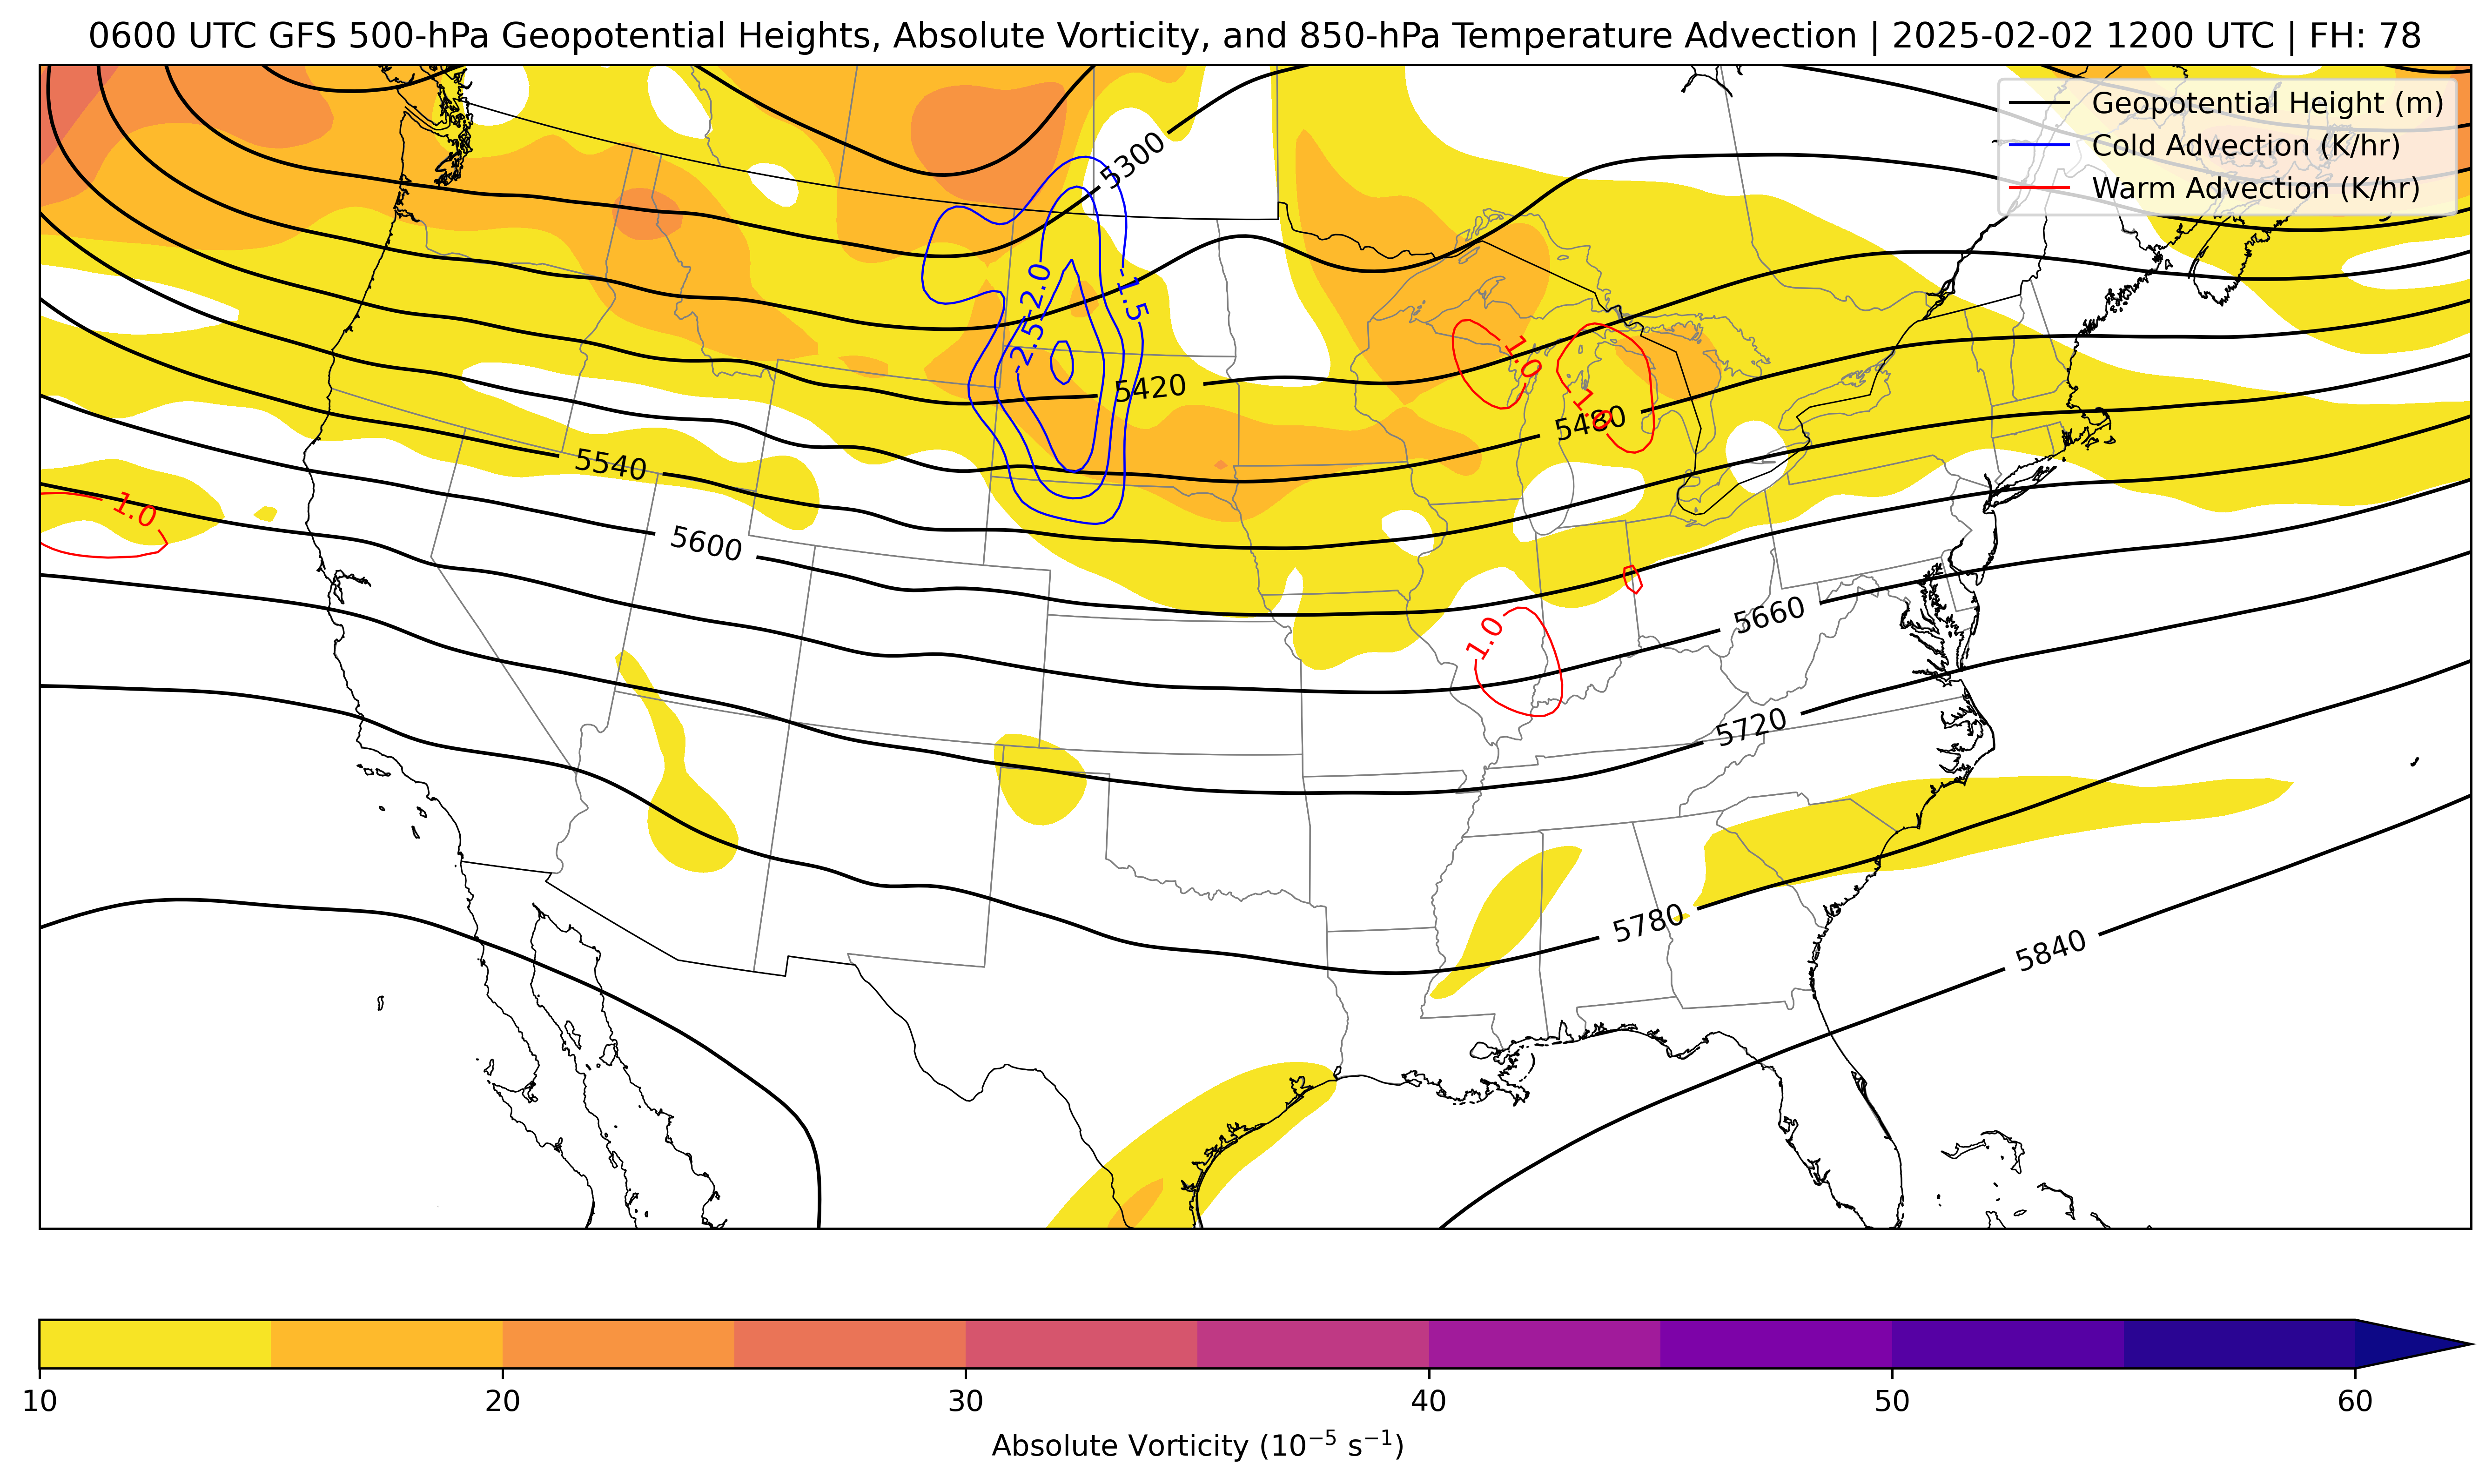 0600 UTC GFS 500-hPa Geopotential Heights, Absolute Vorticity, and 850-hPa Temperature Advection | 2025-02-02 1200 UTC | FH: 78
Geopotential Height (m)
Cold Advection (K/hr)
Warm Advection (K/hr)
5300
-2.0
-1.5
-2.5
1.0
5420
1.0
5480
5540
1.0
5600
5660
1.0
5720
5780
5840
10 20 30 40 50 60
Absolute Vorticity (10⁻⁵ s⁻¹)